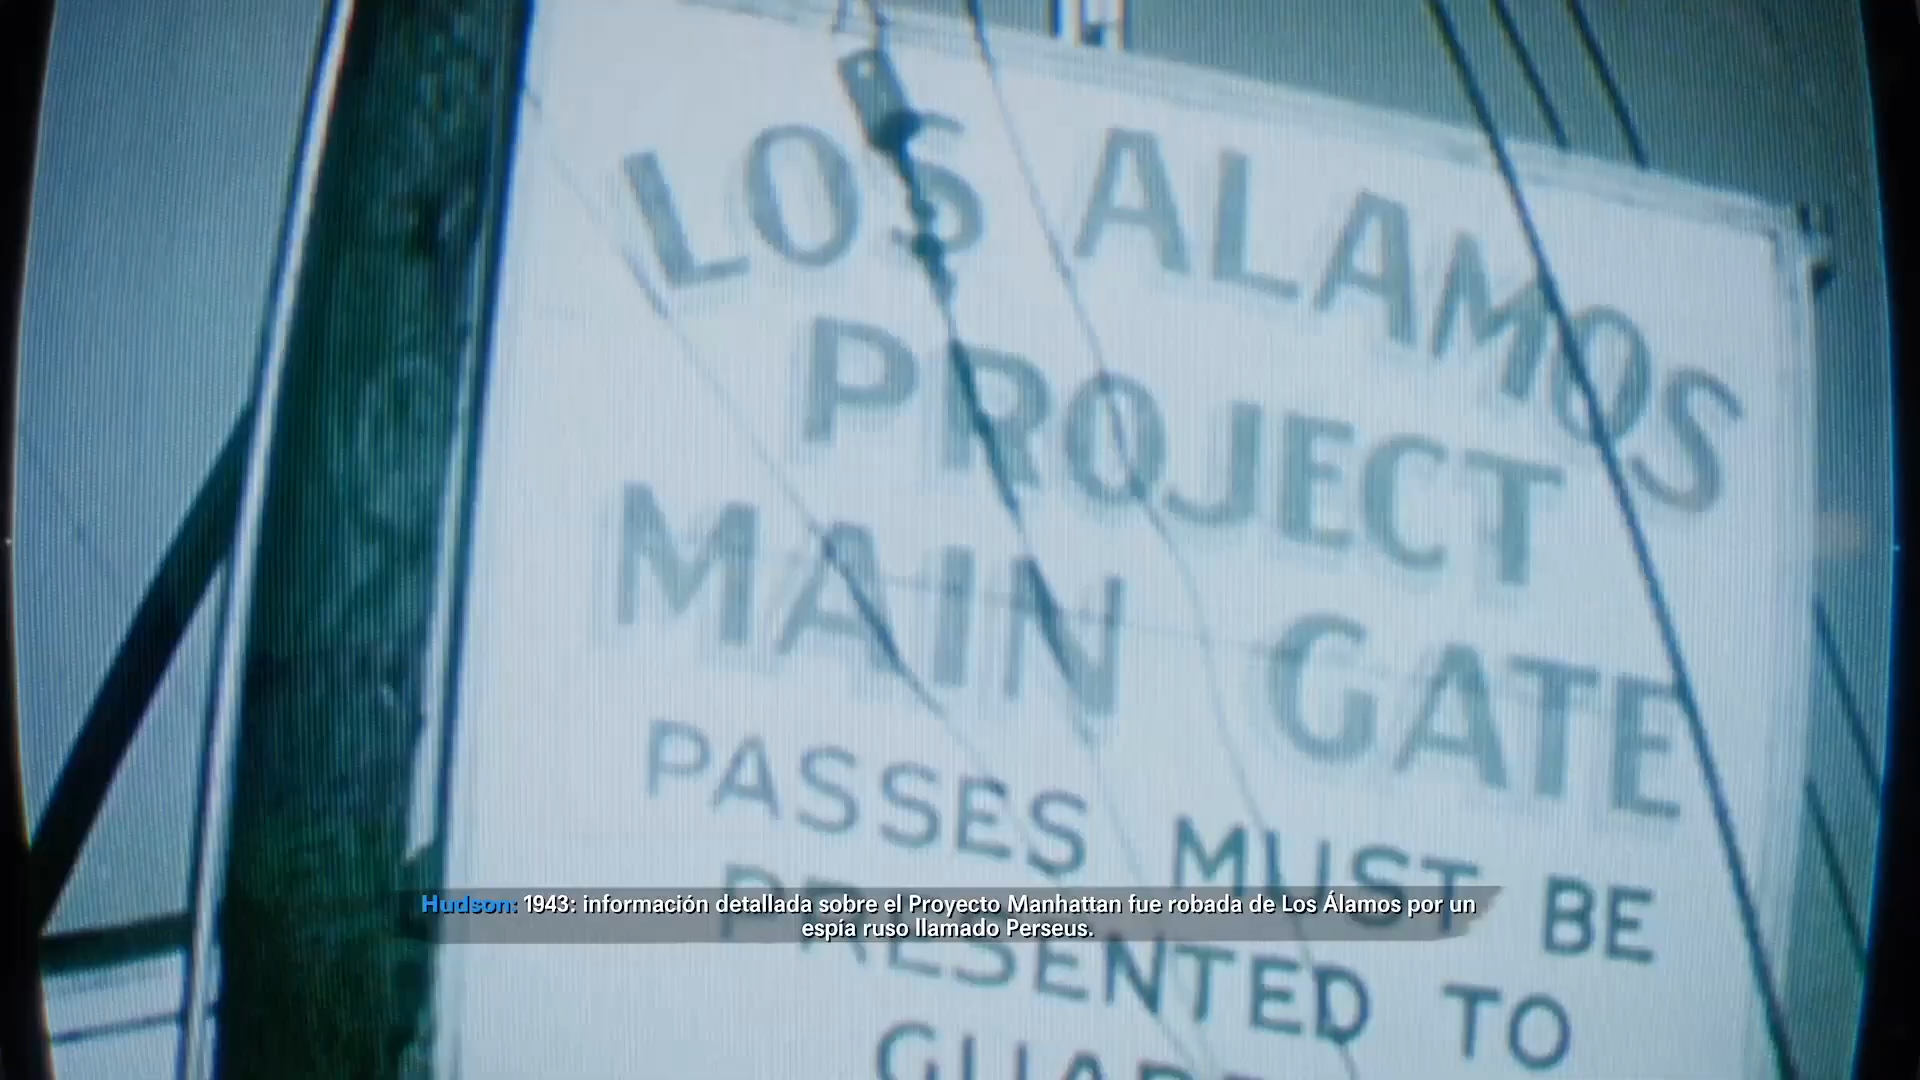 LOS ALAMOS
PROJECT
MAIN GATE
PASSES MUST BE
PRESENTED TO
Hudson: 1943: información detallada sobre el Proyecto Manhattan fue robada de Los Álamos por un
espía ruso llamado Perseus.